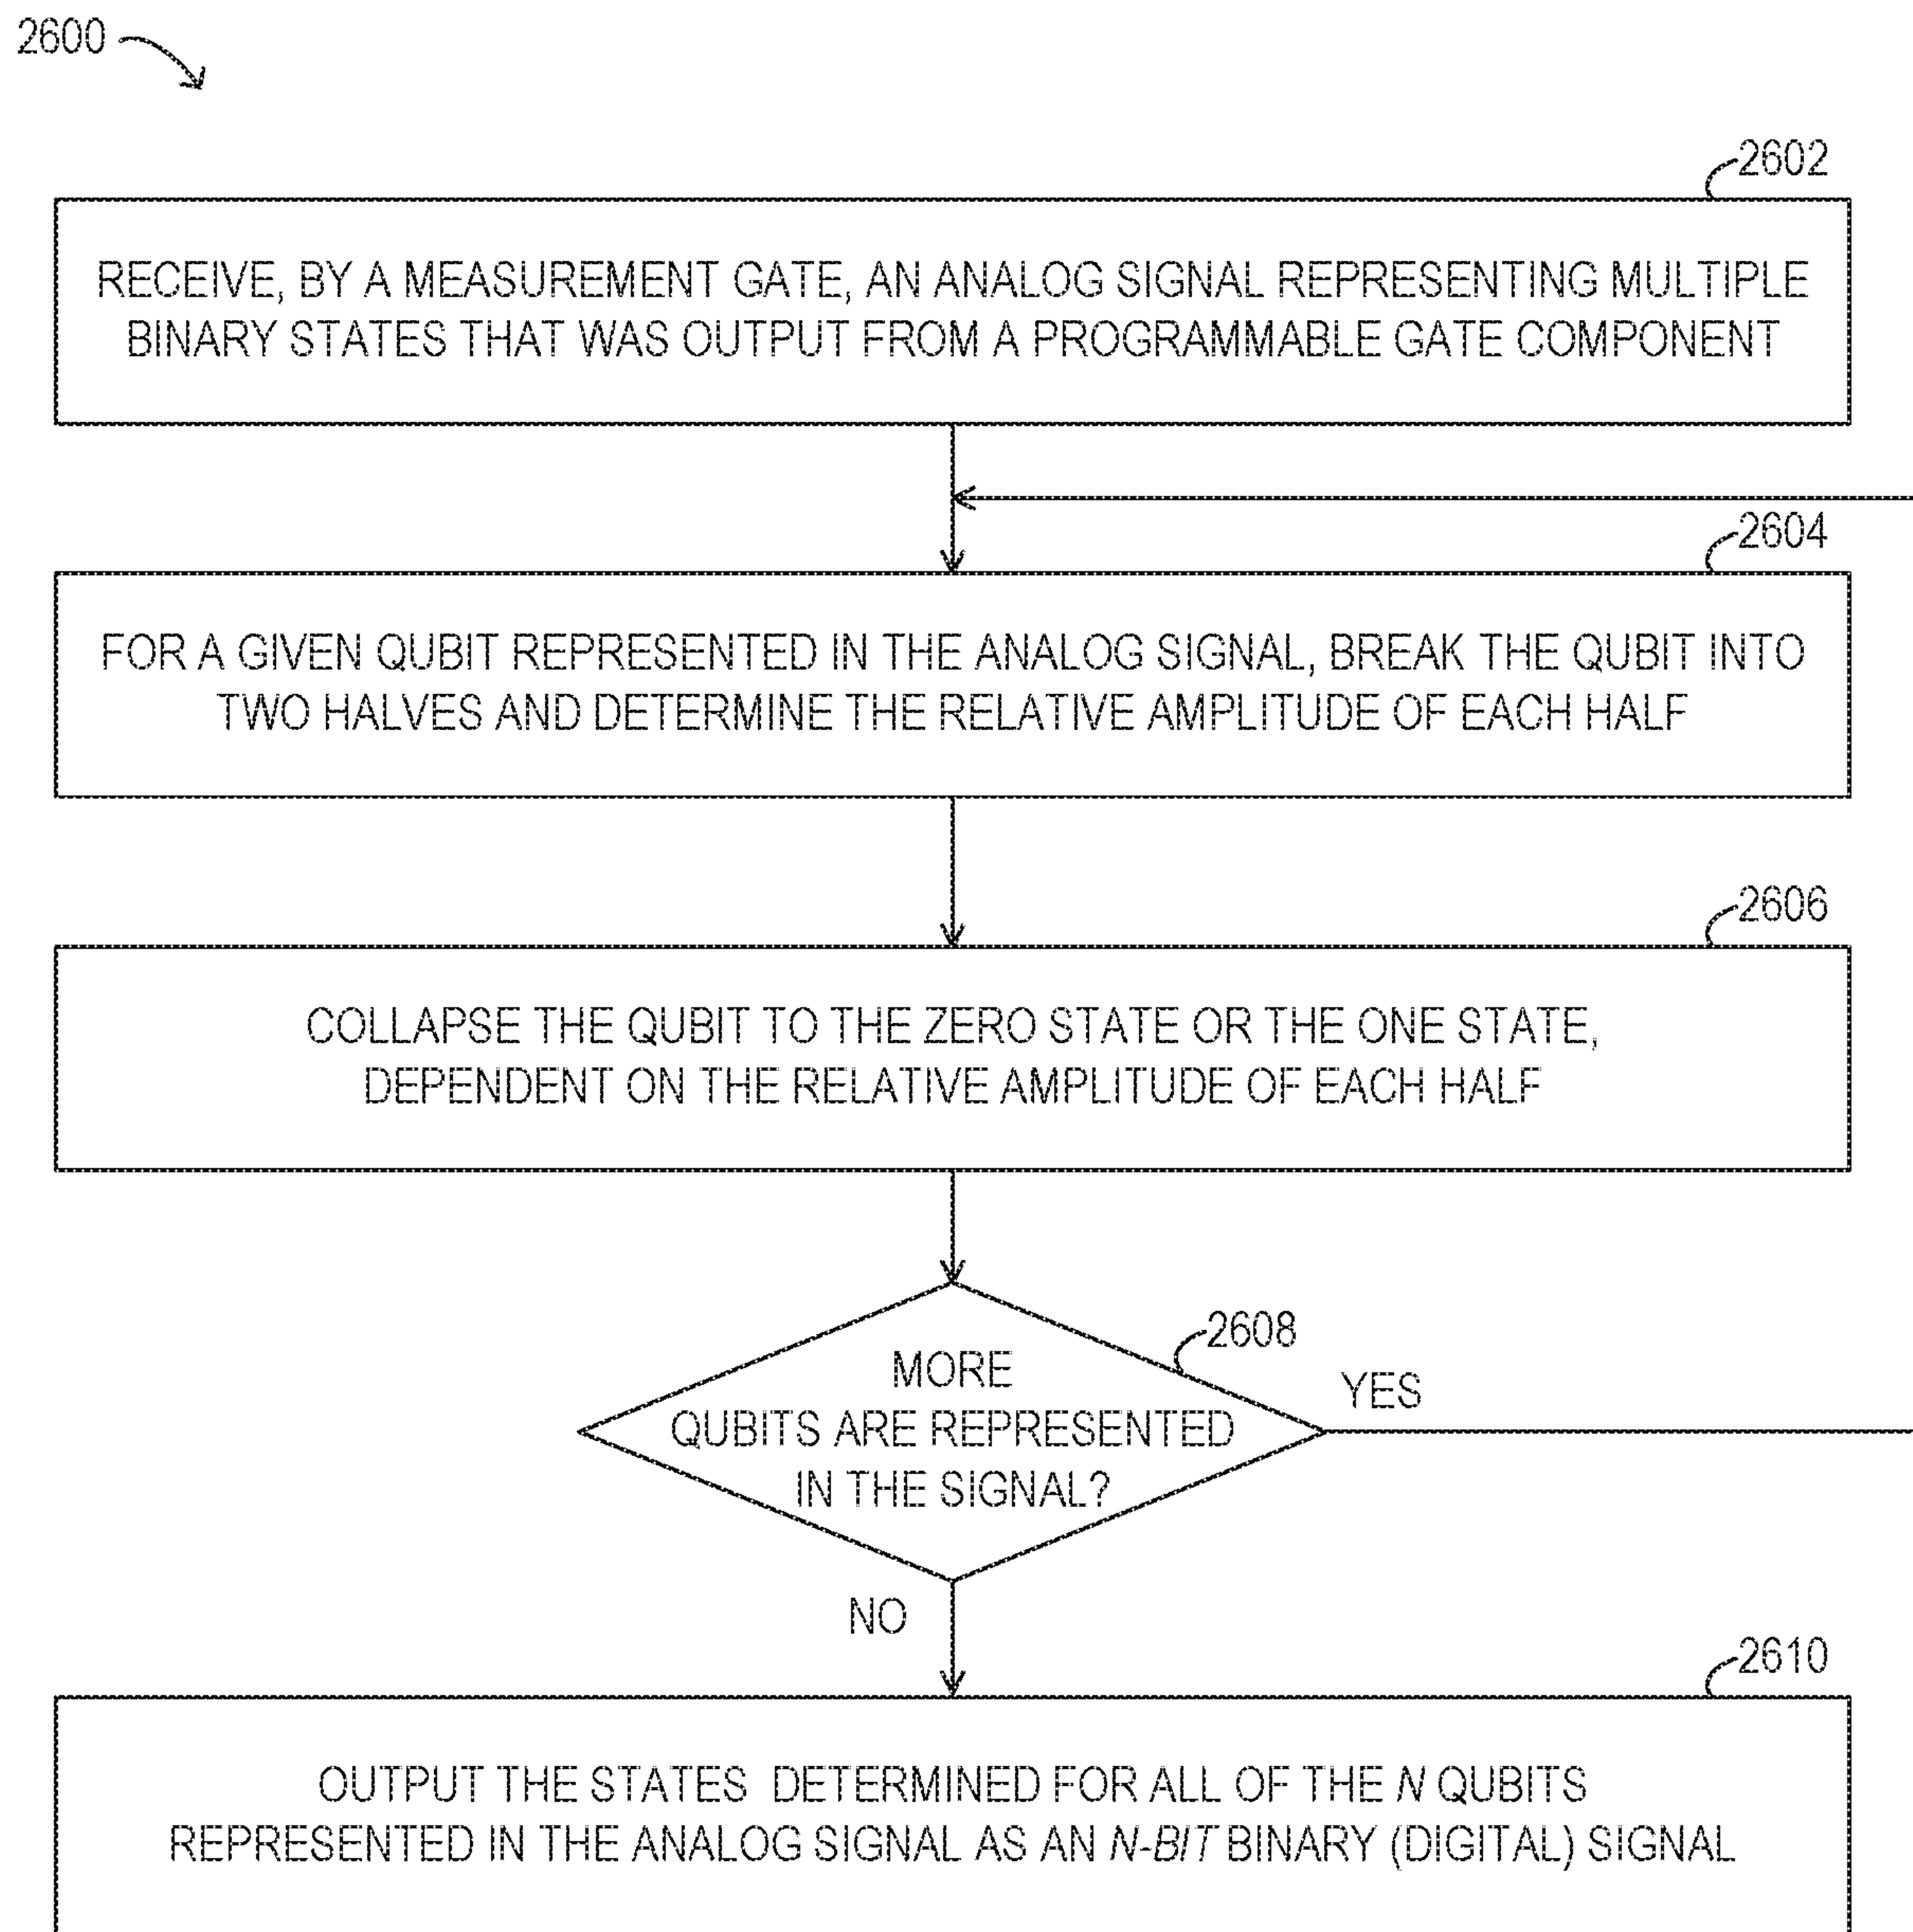 2600
2602
RECEIVE, BY A MEASUREMENT GATE, AN ANALOG SIGNAL REPRESENTING MULTIPLE
BINARY STATES THAT WAS OUTPUT FROM A PROGRAMMABLE GATE COMPONENT
2604
FOR A GIVEN QUBIT REPRESENTED IN THE ANALOG SIGNAL, BREAK THE QUBIT INTO
TWO HALVES AND DETERMINE THE RELATIVE AMPLITUDE OF EACH HALF
2606
COLLAPSE THE QUBIT TO THE ZERO STATE OR THE ONE STATE,
DEPENDENT ON THE RELATIVE AMPLITUDE OF EACH HALF
2608
MORE
QUBITS ARE REPRESENTED
IN THE SIGNAL?
YES
NO
2610
OUTPUT THE STATES DETERMINED FOR ALL OF THE N QUBITS
REPRESENTED IN THE ANALOG SIGNAL AS AN N-BIT BINARY (DIGITAL) SIGNAL